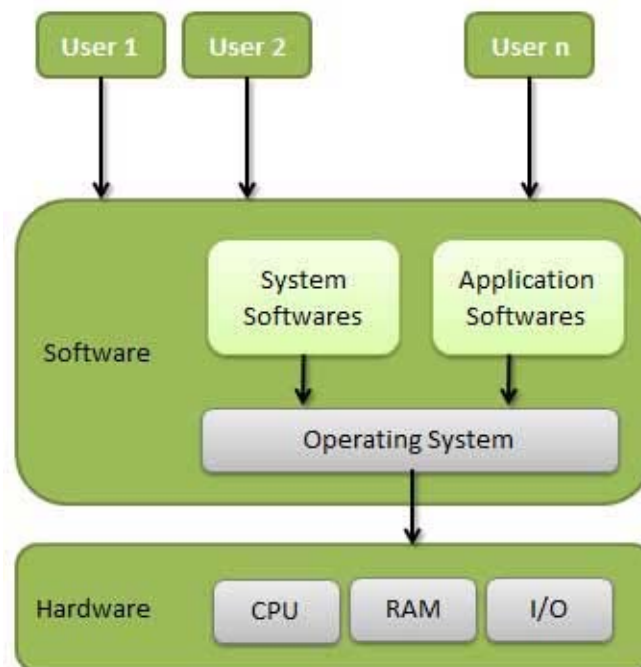 User 1
User 2
User n
System
Softwares
Application
Softwares
Software
Operating System
Hardware
CPU
RAM
I/O